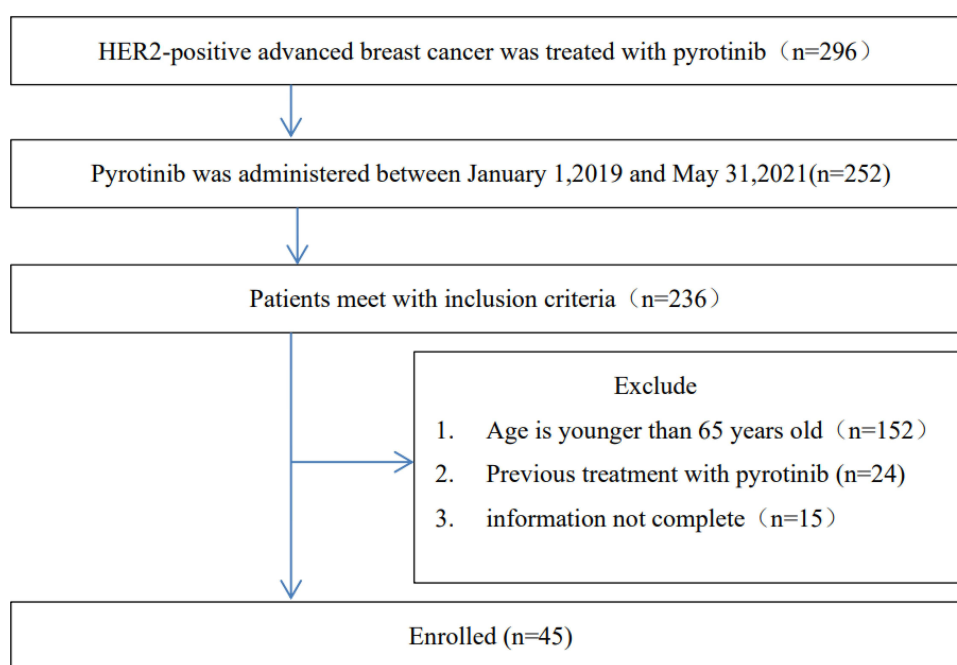 HER2-positive advanced breast cancer was treated with pyrotinib（n=296）
Pyrotinib was administered between January 1,2019 and May 31,2021(n=252)
Patients meet with inclusion criteria（n=236）
Exclude
1. Age is younger than 65 years old（n=152）
2. Previous treatment with pyrotinib (n=24)
3. information not complete（n=15）
Enrolled (n=45)